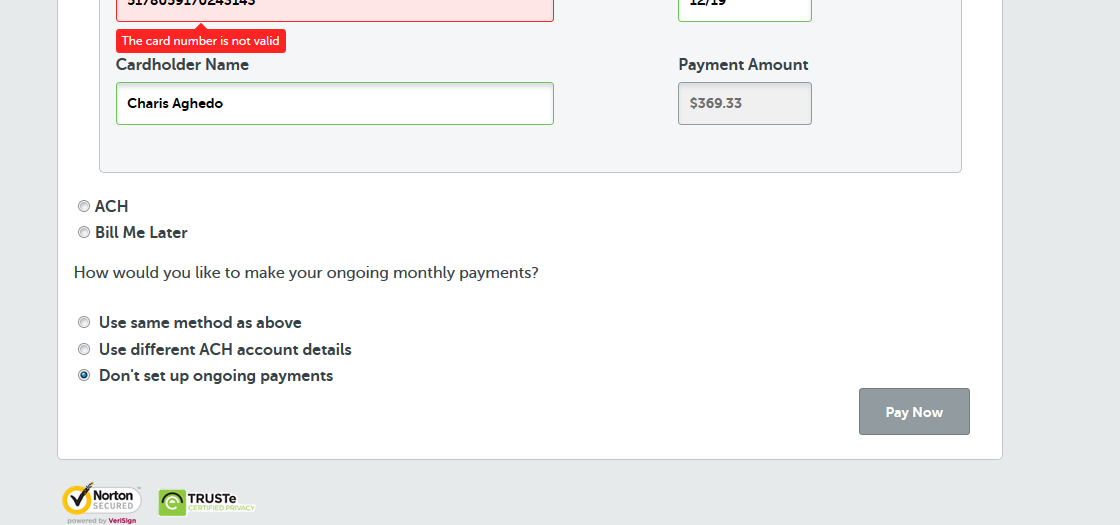 12/19
The card number is not valid
Cardholder Name
Payment Amount
Charis Aghedo
$369.33
ACH
Bill Me Later
How would you like to make your ongoing monthly payments?
Use same method as above
Use different ACH account details
Don't set up ongoing payments
Pay Now
Norton
SECURED
powered by VeriSign
TRUSTe
CERTIFIED PRIVACY